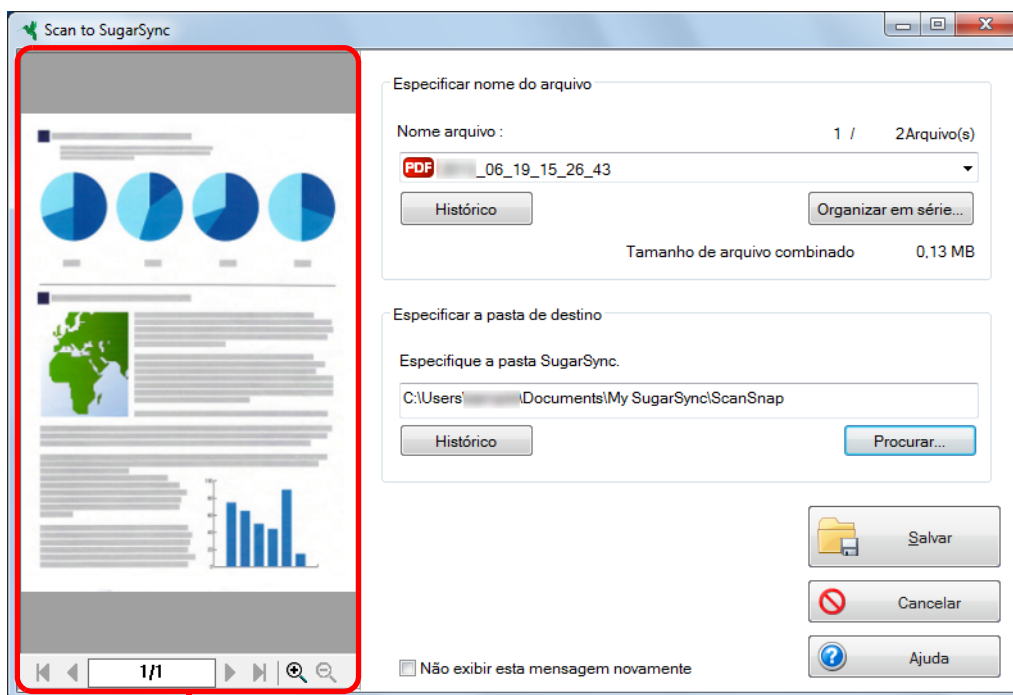 Scan to SugarSync
Especificar nome do arquivo
Nome arquivo :
1 / 2Arquivo(s)
PDF _06_19_15_26_43
Histórico
Organizar em série...
Tamanho de arquivo combinado 0,13 MB
Especificar a pasta de destino
Especifique a pasta SugarSync.
C:\Users\ \Documents\My SugarSync\ScanSnap
Histórico
Procurar...
Salvar
Cancelar
Ajuda
1/1
Não exibir esta mensagem novamente